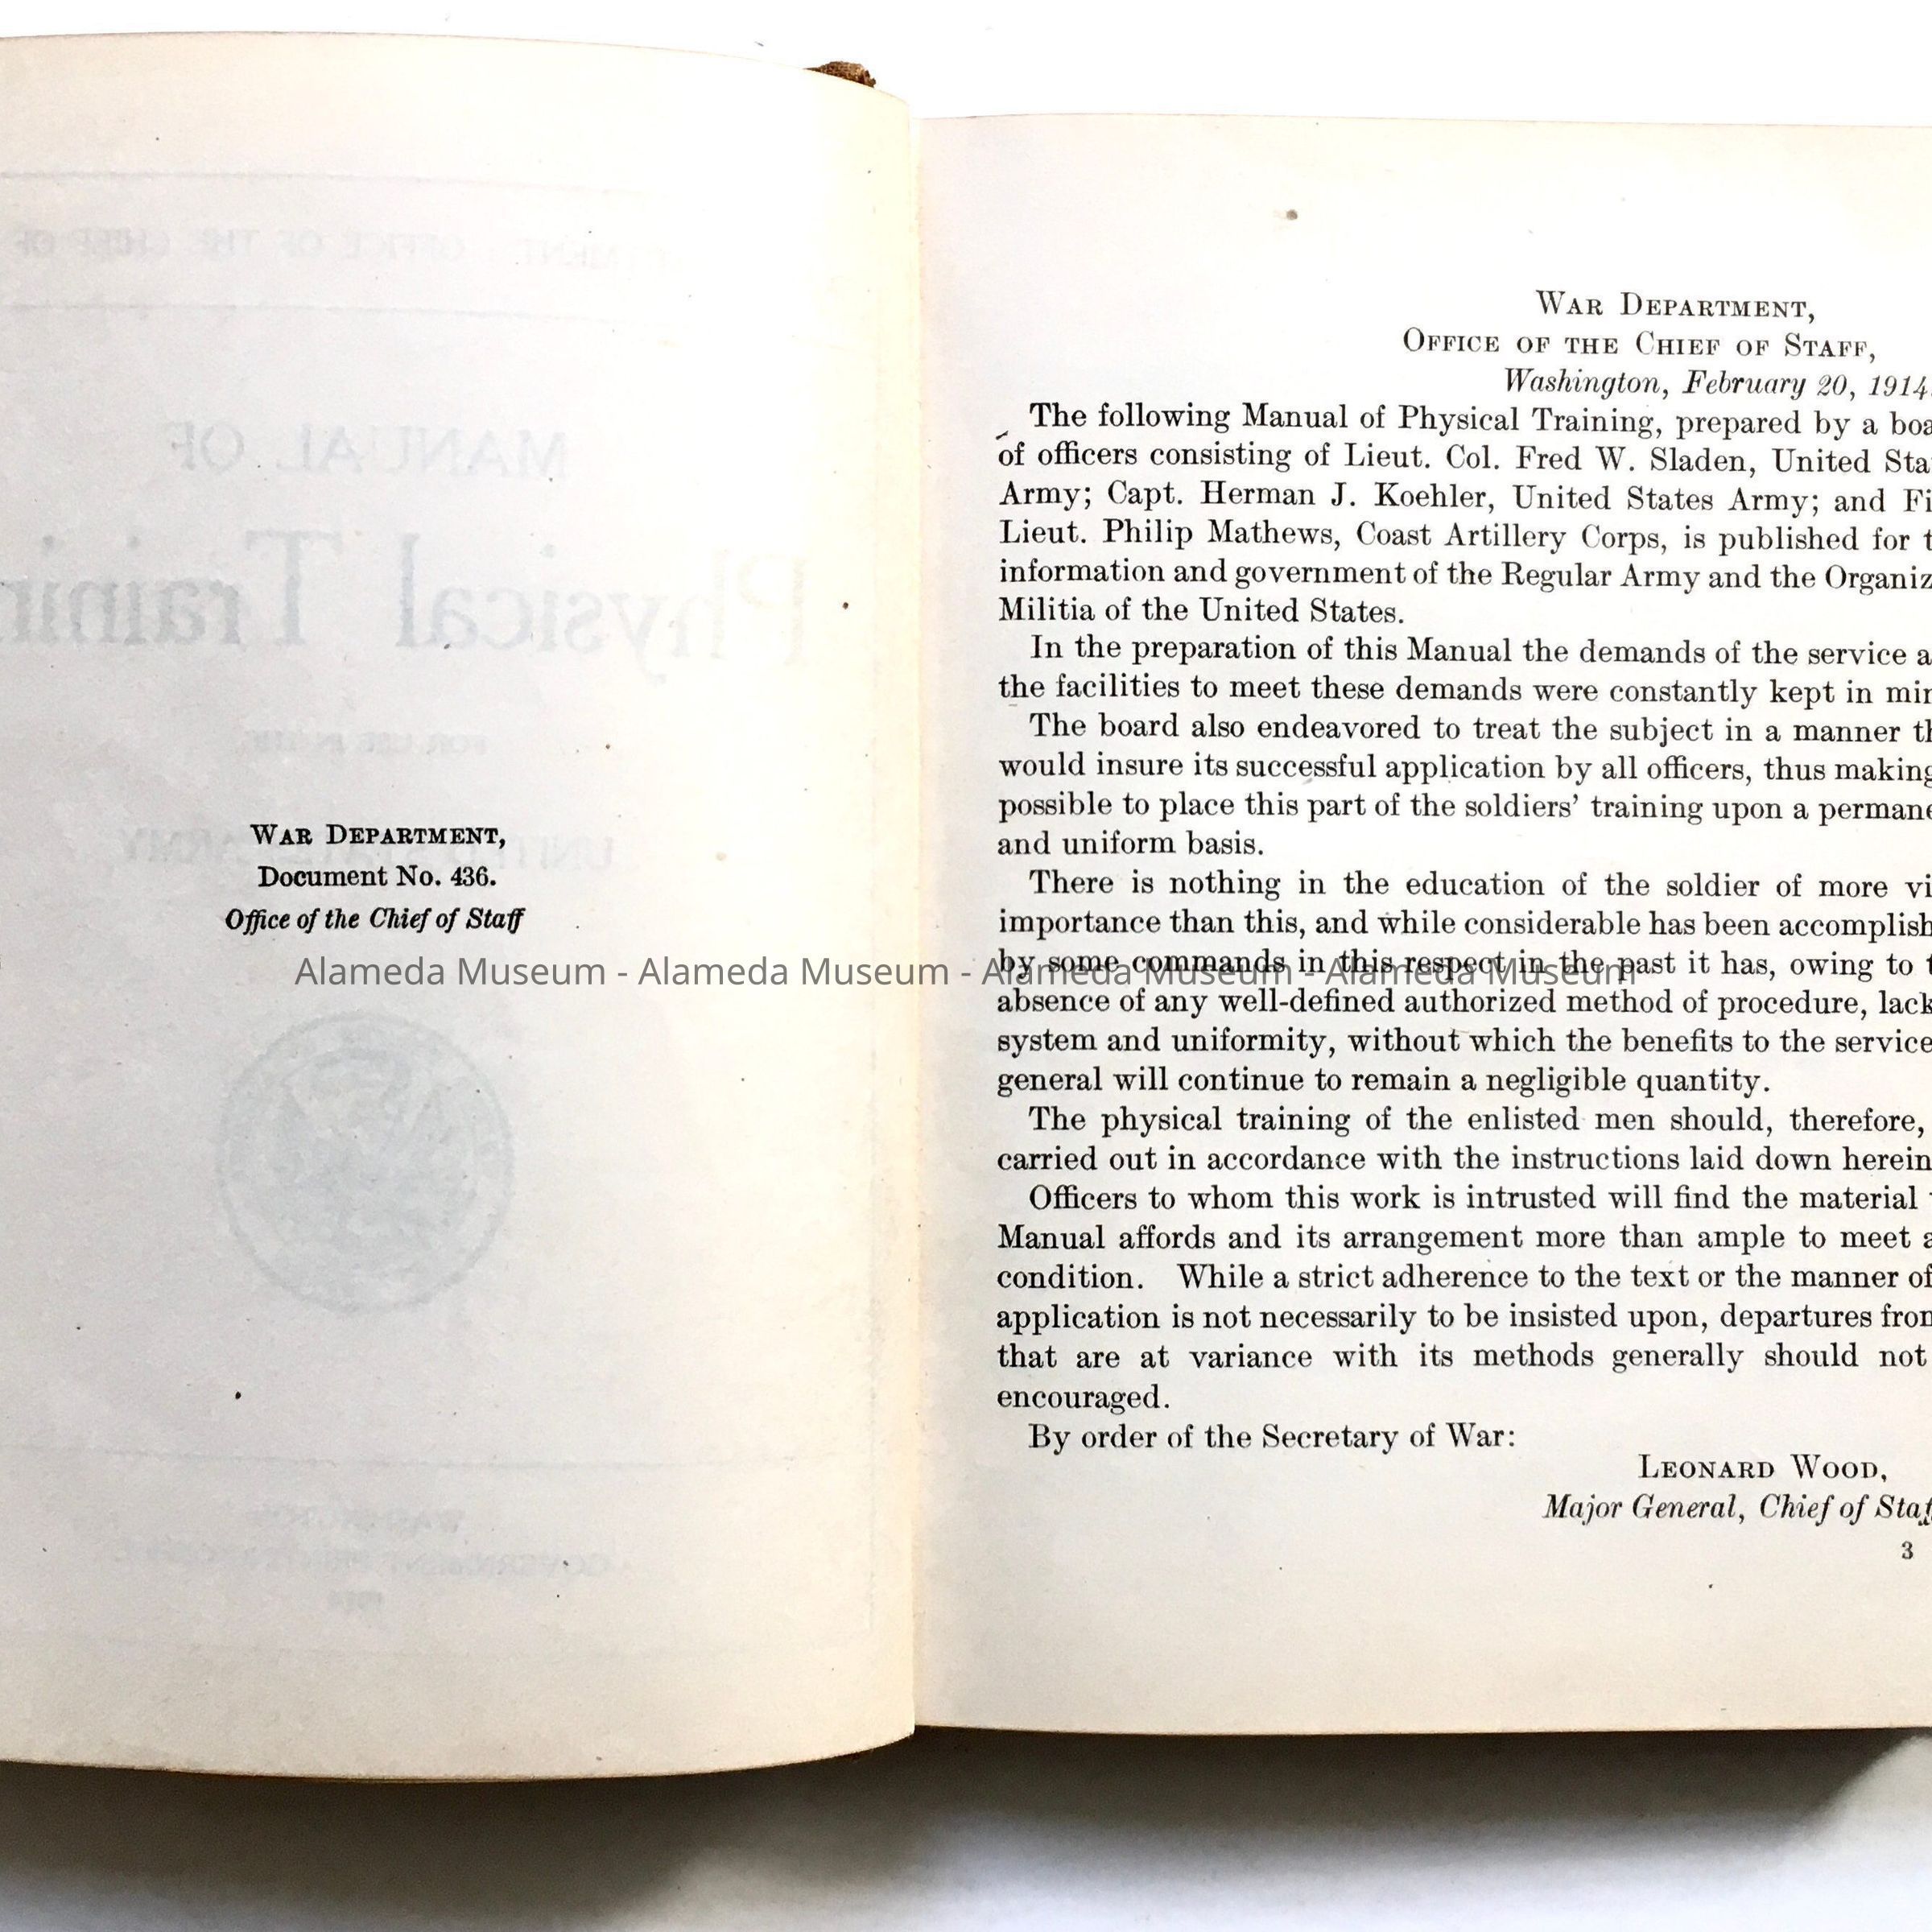 WAR DEPARTMENT,
Document No. 436.
Office of the Chief of Staff
WAR DEPARTMENT,
OFFICE OF THE CHIEF OF STAFF,
Washington, February 20, 1914.
The following Manual of Physical Training, prepared by a boa
of officers consisting of Lieut. Col. Fred W. Sladen, United Sta
Army; Capt. Herman J. Koehler, United States Army; and Fi
Lieut. Philip Mathews, Coast Artillery Corps, is published for t
information and government of the Regular Army and the Organiz
Militia of the United States.
In the preparation of this Manual the demands of the service a
the facilities to meet these demands were constantly kept in min
The board also endeavored to treat the subject in a manner th
would insure its successful application by all officers, thus making
possible to place this part of the soldiers' training upon a permane
and uniform basis.
There is nothing in the education of the soldier of more vi
importance than this, and while considerable has been accomplish
by some commands in this respect in the past it has, owing to t
absence of any well-defined authorized method of procedure, lack
system and uniformity, without which the benefits to the service
general will continue to remain a negligible quantity.
The physical training of the enlisted men should, therefore,
carried out in accordance with the instructions laid down herein
Officers to whom this work is intrusted will find the material
Manual affords and its arrangement more than ample to meet a
condition. While a strict adherence to the text or the manner of
application is not necessarily to be insisted upon, departures from
that are at variance with its methods generally should not
encouraged.
By order of the Secretary of War:
LEONARD WOOD,
Major General, Chief of Staf
3
Alameda Museum - Alameda Museum - Alameda Museum - Alameda Museum